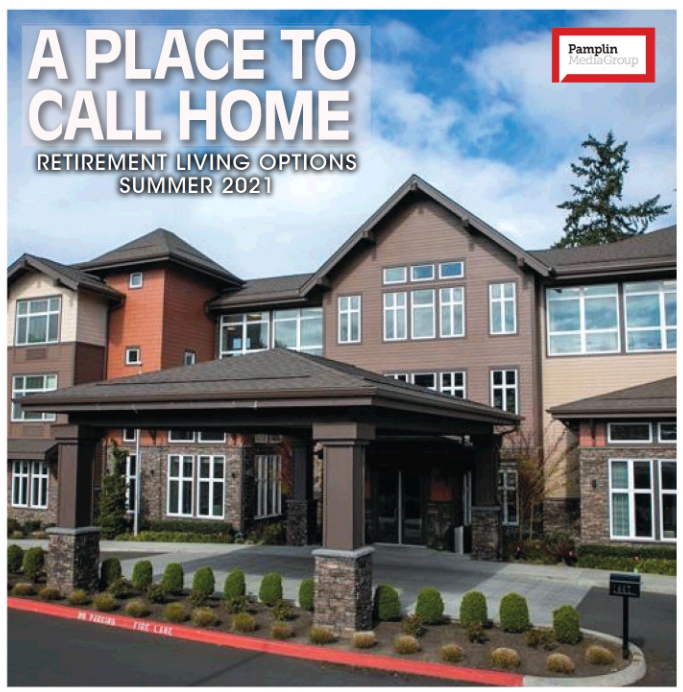 A PLACE TO
CALL HOME
RETIREMENT LIVING OPTIONS
SUMMER 2021
Pamplin
MediaGroup
NO PARKING FIRE LANE